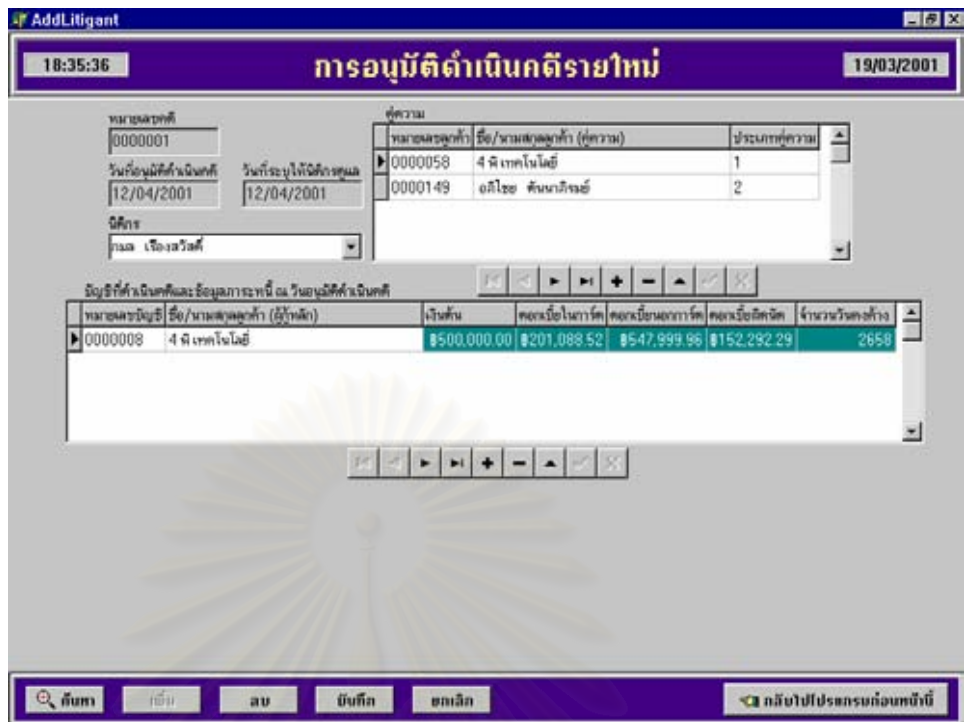 AddLitigant
18:35:36
การอนุมัติดำเนินคดีรายใหม่
19/03/2001
หมายเลขคดี
0000001
วันที่อนุมัติดำเนินคดี วันที่ระบุให้นิติกรดูแล
12/04/2001 12/04/2001
นิติกร
กมล เรืองสวัสดิ์
คู่ความ
หมายเลขลูกค้า ชื่อ/นามสกุลลูกค้า (คู่ความ) ประเภทคู่ความ
0000058 4 พี เทคโนโลยี่ 1
0000149 อภิไชย 2
บัญชีที่ดำเนินคดีและข้อมูลภาระหนี้ ณ วันอนุมัติดำเนินคดี
หมายเลขบัญชี ชื่อ/นามสกุลลูกค้า (ผู้กู้หลัก) เงินต้น ดอกเบี้ยในการ์ด ดอกเบี้ยนอกการ์ด ดอกเบี้ยผิดนัด จำนวนวันคงค้าง
0000008 4 พี เทคโนโลยี่ ฿500,000.00 ฿201,088.52 ฿547,999.96 ฿152,292.29 2658
ค้นหา เพิ่ม ลบ บันทึก ยกเลิก กลับไปโปรแกรมก่อนหน้านี้